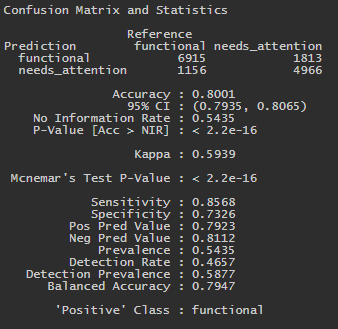 Confusion Matrix and Statistics
Reference
Prediction functional needs_attention
functional 6915 1813
needs_attention 1156 4966
Accuracy : 0.8001
95% CI : (0.7935, 0.8065)
No Information Rate : 0.5435
P-Value [Acc > NIR] : < 2.2e-16
Kappa : 0.5939
Mcnemar's Test P-Value : < 2.2e-16
Sensitivity : 0.8568
Specificity : 0.7326
Pos Pred Value : 0.7923
Neg Pred Value : 0.8112
Prevalence : 0.5435
Detection Rate : 0.4657
Detection Prevalence : 0.5877
Balanced Accuracy : 0.7947
'Positive' Class : functional